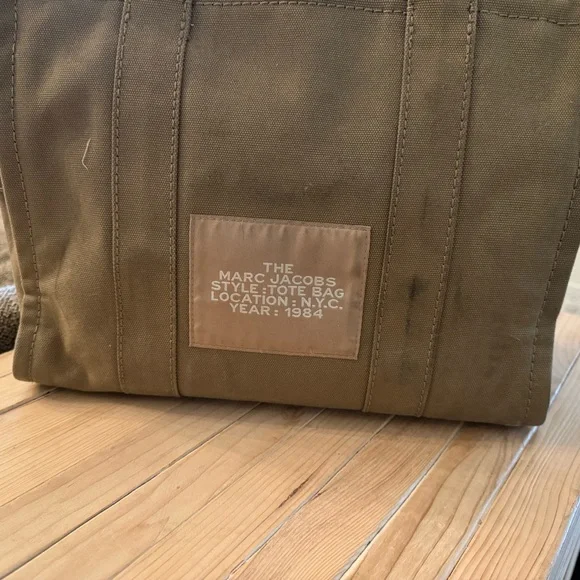 THE
MARC JACOBS
STYLE : TOTE BAG
LOCATION : N.Y.C.
YEAR : 1984